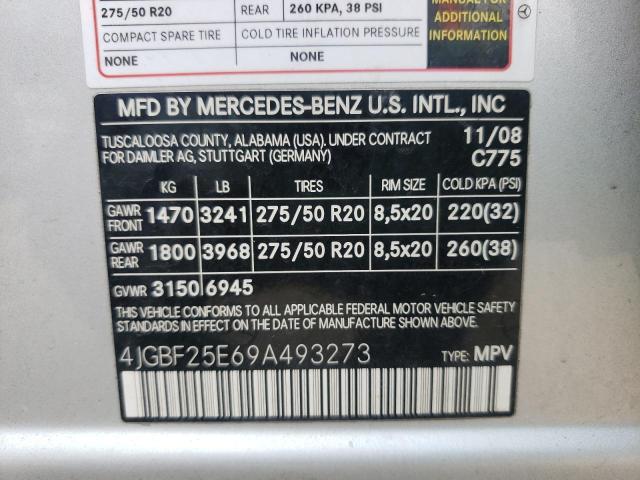 275/50 R20 REAR 260 KPA, 38 PSI
COMPACT SPARE TIRE COLD TIRE INFLATION PRESSURE
NONE NONE
MANUAL FOR
ADDITIONAL
INFORMATION
MFD BY MERCEDES-BENZ U.S. INTL., INC
TUSCALOOSA COUNTY, ALABAMA (USA). UNDER CONTRACT 11/08
FOR DAIMLER AG, STUTTGART (GERMANY) C775
KG LB TIRES RIM SIZE COLD KPA (PSI)
GAWR FRONT 1470 3241 275/50 R20 8,5x20 220(32)
GAWR REAR 1800 3968 275/50 R20 8,5x20 260(38)
GVWR 3150 6945
THIS VEHICLE CONFORMS TO ALL APPLICABLE FEDERAL MOTOR VEHICLE SAFETY
STANDARDS IN EFFECT ON THE DATE OF MANUFACTURE SHOWN ABOVE.
4JGBF25E69A493273 TYPE: MPV